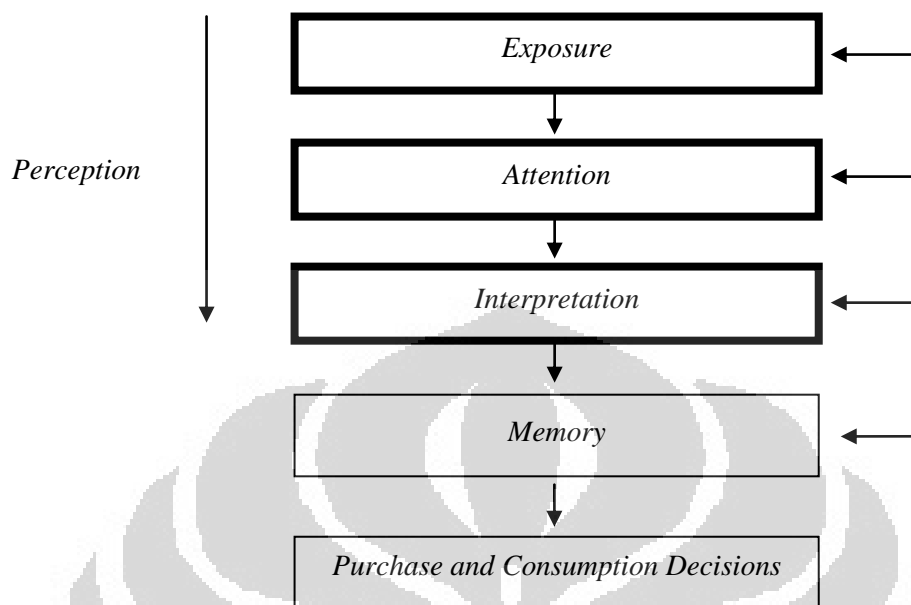 Exposure
Attention
Perception
Interpretation
Memory
Purchase and Consumption Decisions